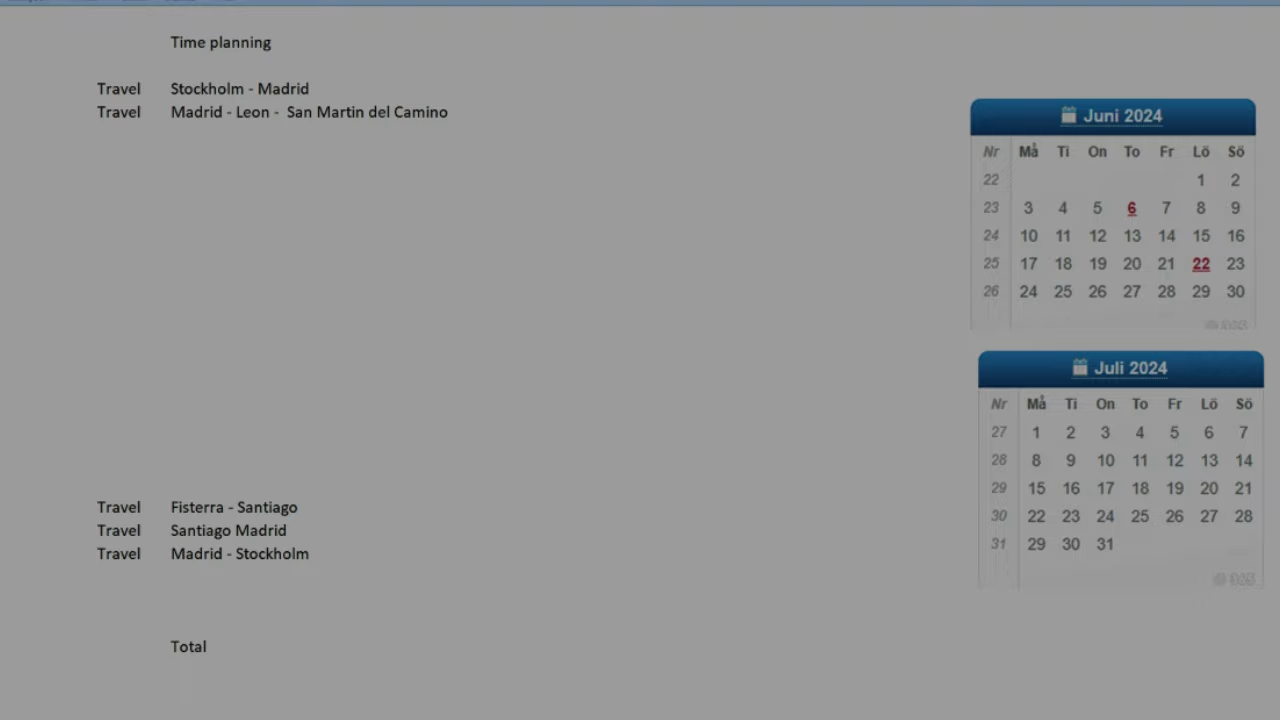 Time planning
Travel Stockholm - Madrid
Travel Madrid - Leon - San Martin del Camino
Travel Fisterra - Santiago
Travel Santiago Madrid
Travel Madrid - Stockholm
Total
Juni 2024
Nr Må Ti On To Fr Lö Sö
22 1 2
23 3 4 5 6 7 8 9
24 10 11 12 13 14 15 16
25 17 18 19 20 21 22 23
26 24 25 26 27 28 29 30
365
Juli 2024
Nr Må Ti On To Fr Lö Sö
27 1 2 3 4 5 6 7
28 8 9 10 11 12 13 14
29 15 16 17 18 19 20 21
30 22 23 24 25 26 27 28
31 29 30 31
365